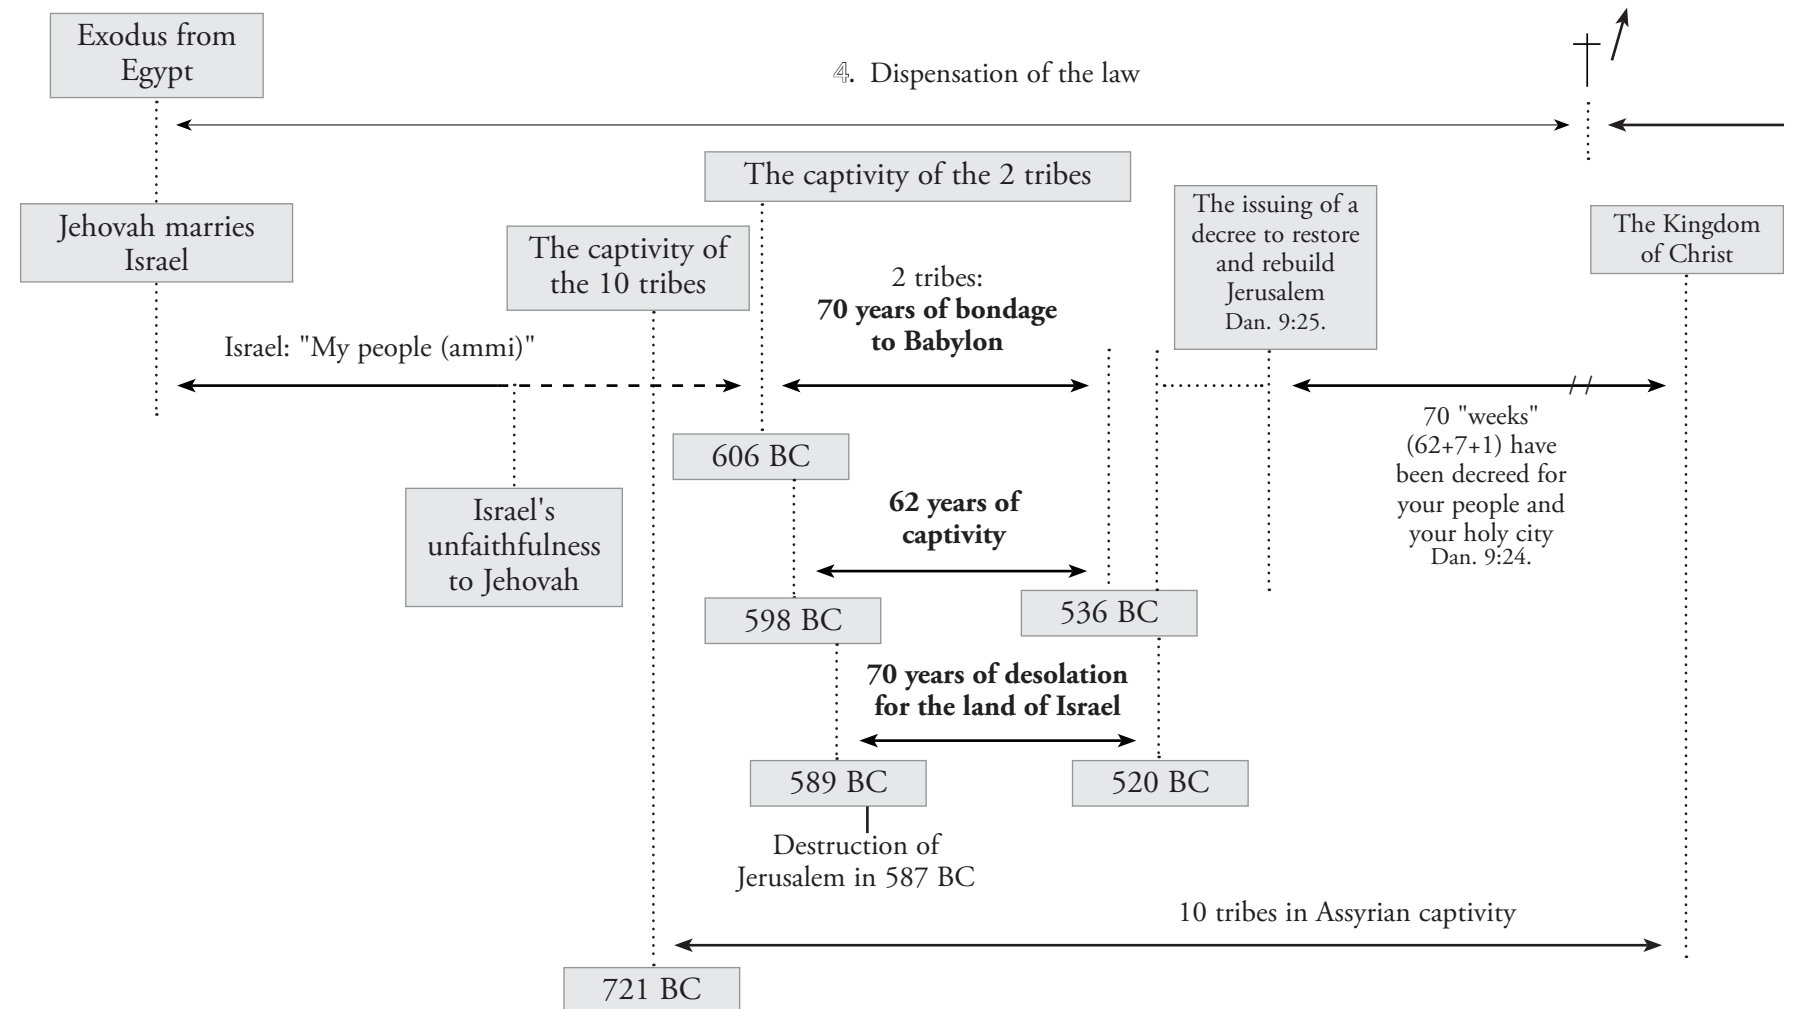 Exodus from
Egypt
4. Dispensation of the law
The captivity of the 2 tribes
Jehovah marries
Israel
The captivity of
the 10 tribes
The issuing of a
decree to restore
and rebuild
Jerusalem
Dan. 9:25.
The Kingdom
of Christ
2 tribes:
70 years of bondage
to Babylon
Israel: "My people (ammi)"
70 "weeks"
(62+7+1) have
been decreed for
your people and
your holy city
Dan. 9:24.
606 BC
Israel's
unfaithfulness
to Jehovah
62 years of
captivity
598 BC
536 BC
70 years of desolation
for the land of Israel
589 BC
520 BC
Destruction of
Jerusalem in 587 BC
10 tribes in Assyrian captivity
721 BC